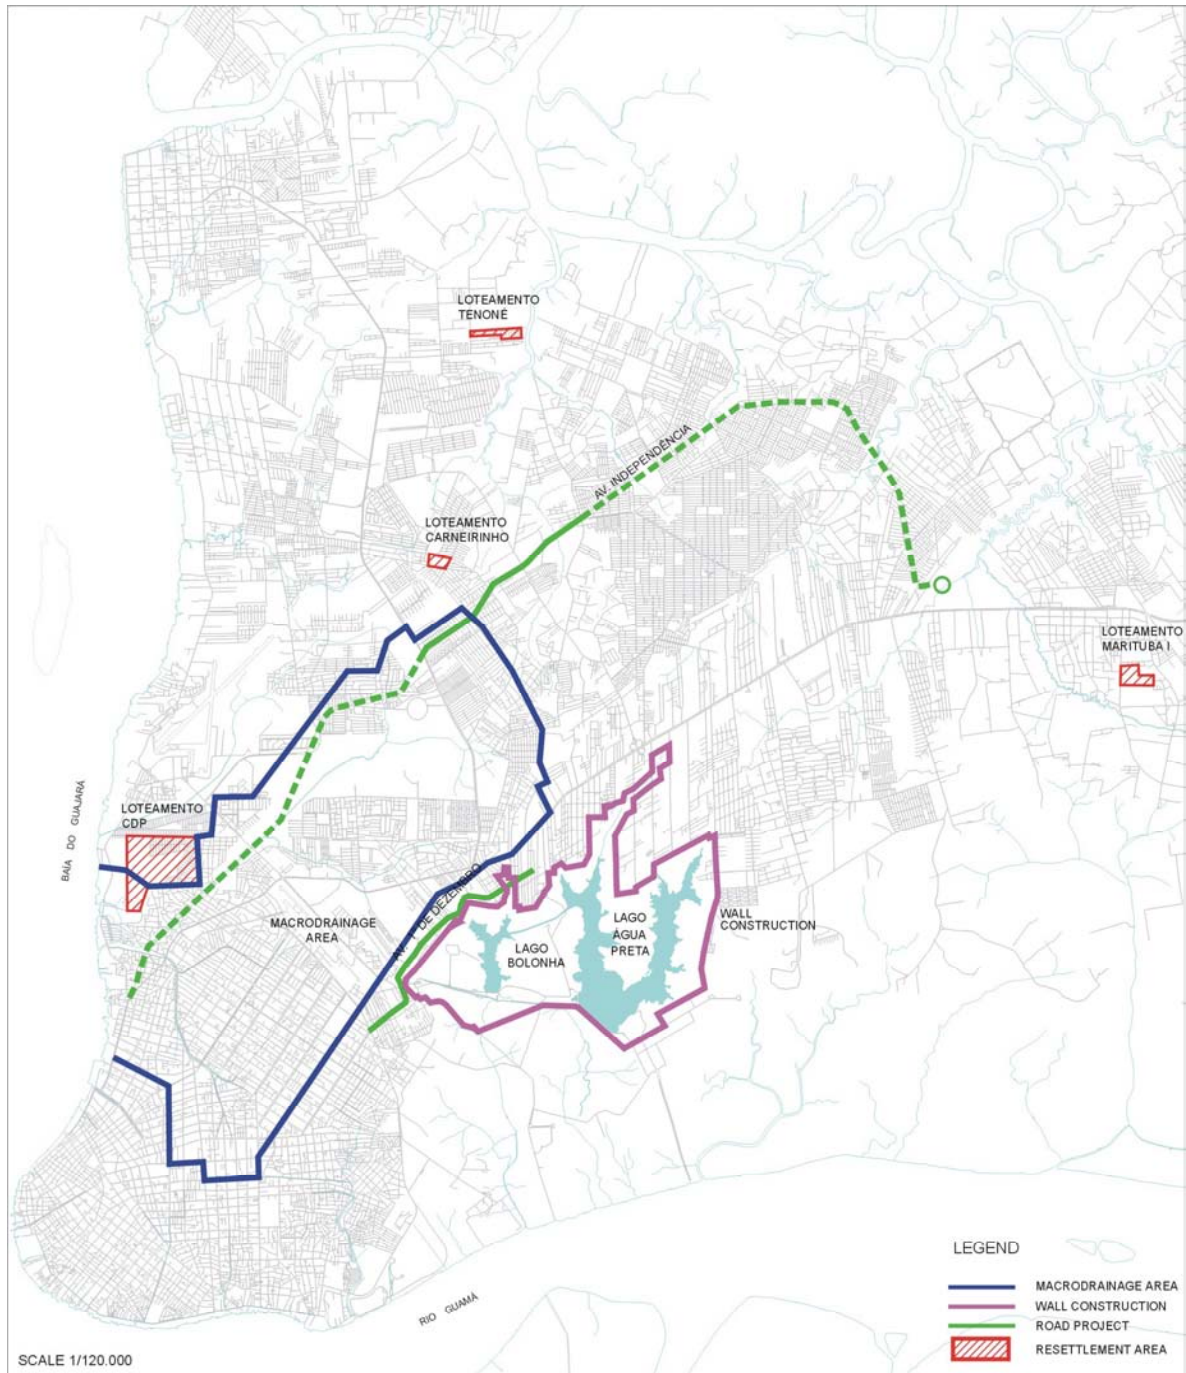 LOTEAMENTO
TENONÉ
AV. INDEPENDÊNCIA
LOTEAMENTO
CARNEIRINHO
LOTEAMENTO
MARITUBA I
BAÍA DO GUAJARÁ
LOTEAMENTO
CDP
MACRODRAINAGE
AREA
AV. 1º DE DEZEMBRO
LAGO
BOLONHA
LAGO
ÁGUA
PRETA
WALL
CONSTRUCTION
RIO GUAMÁ
LEGEND
MACRODRAINAGE AREA
WALL CONSTRUCTION
ROAD PROJECT
RESETTLEMENT AREA
SCALE 1/120.000